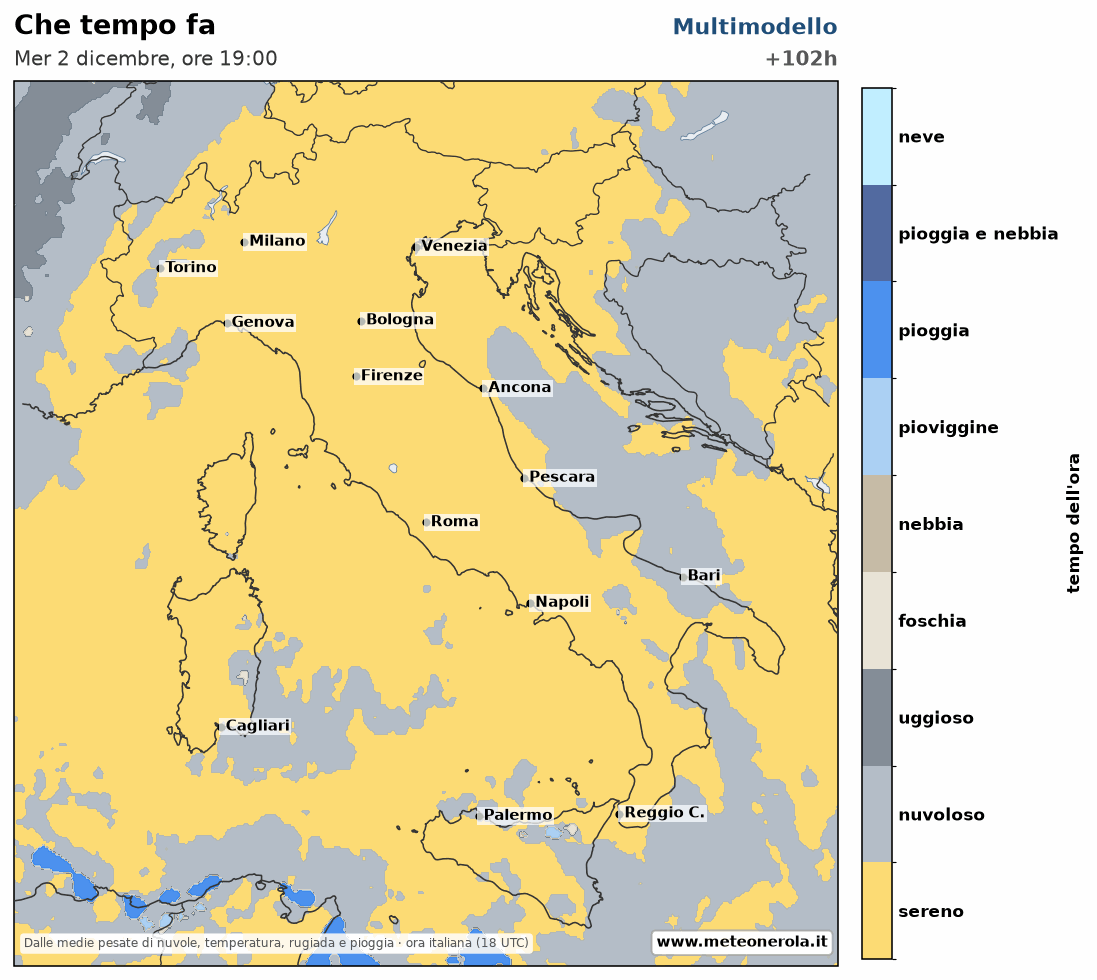 Che tempo fa
Multimodello
Mer 2 dicembre, ore 19:00
+102h
neve
pioggia e nebbia
pioggia
pioviggine
nebbia
foschia
uggioso
nuvoloso
sereno
tempo dell'ora
Milano
Venezia
Torino
Genova
Bologna
Firenze
Ancona
Pescara
Roma
Bari
Napoli
Cagliari
Palermo
Reggio C.
Dalle medie pesate di nuvole, temperatura, rugiada e pioggia · ora italiana (18 UTC)
www.meteonerola.it